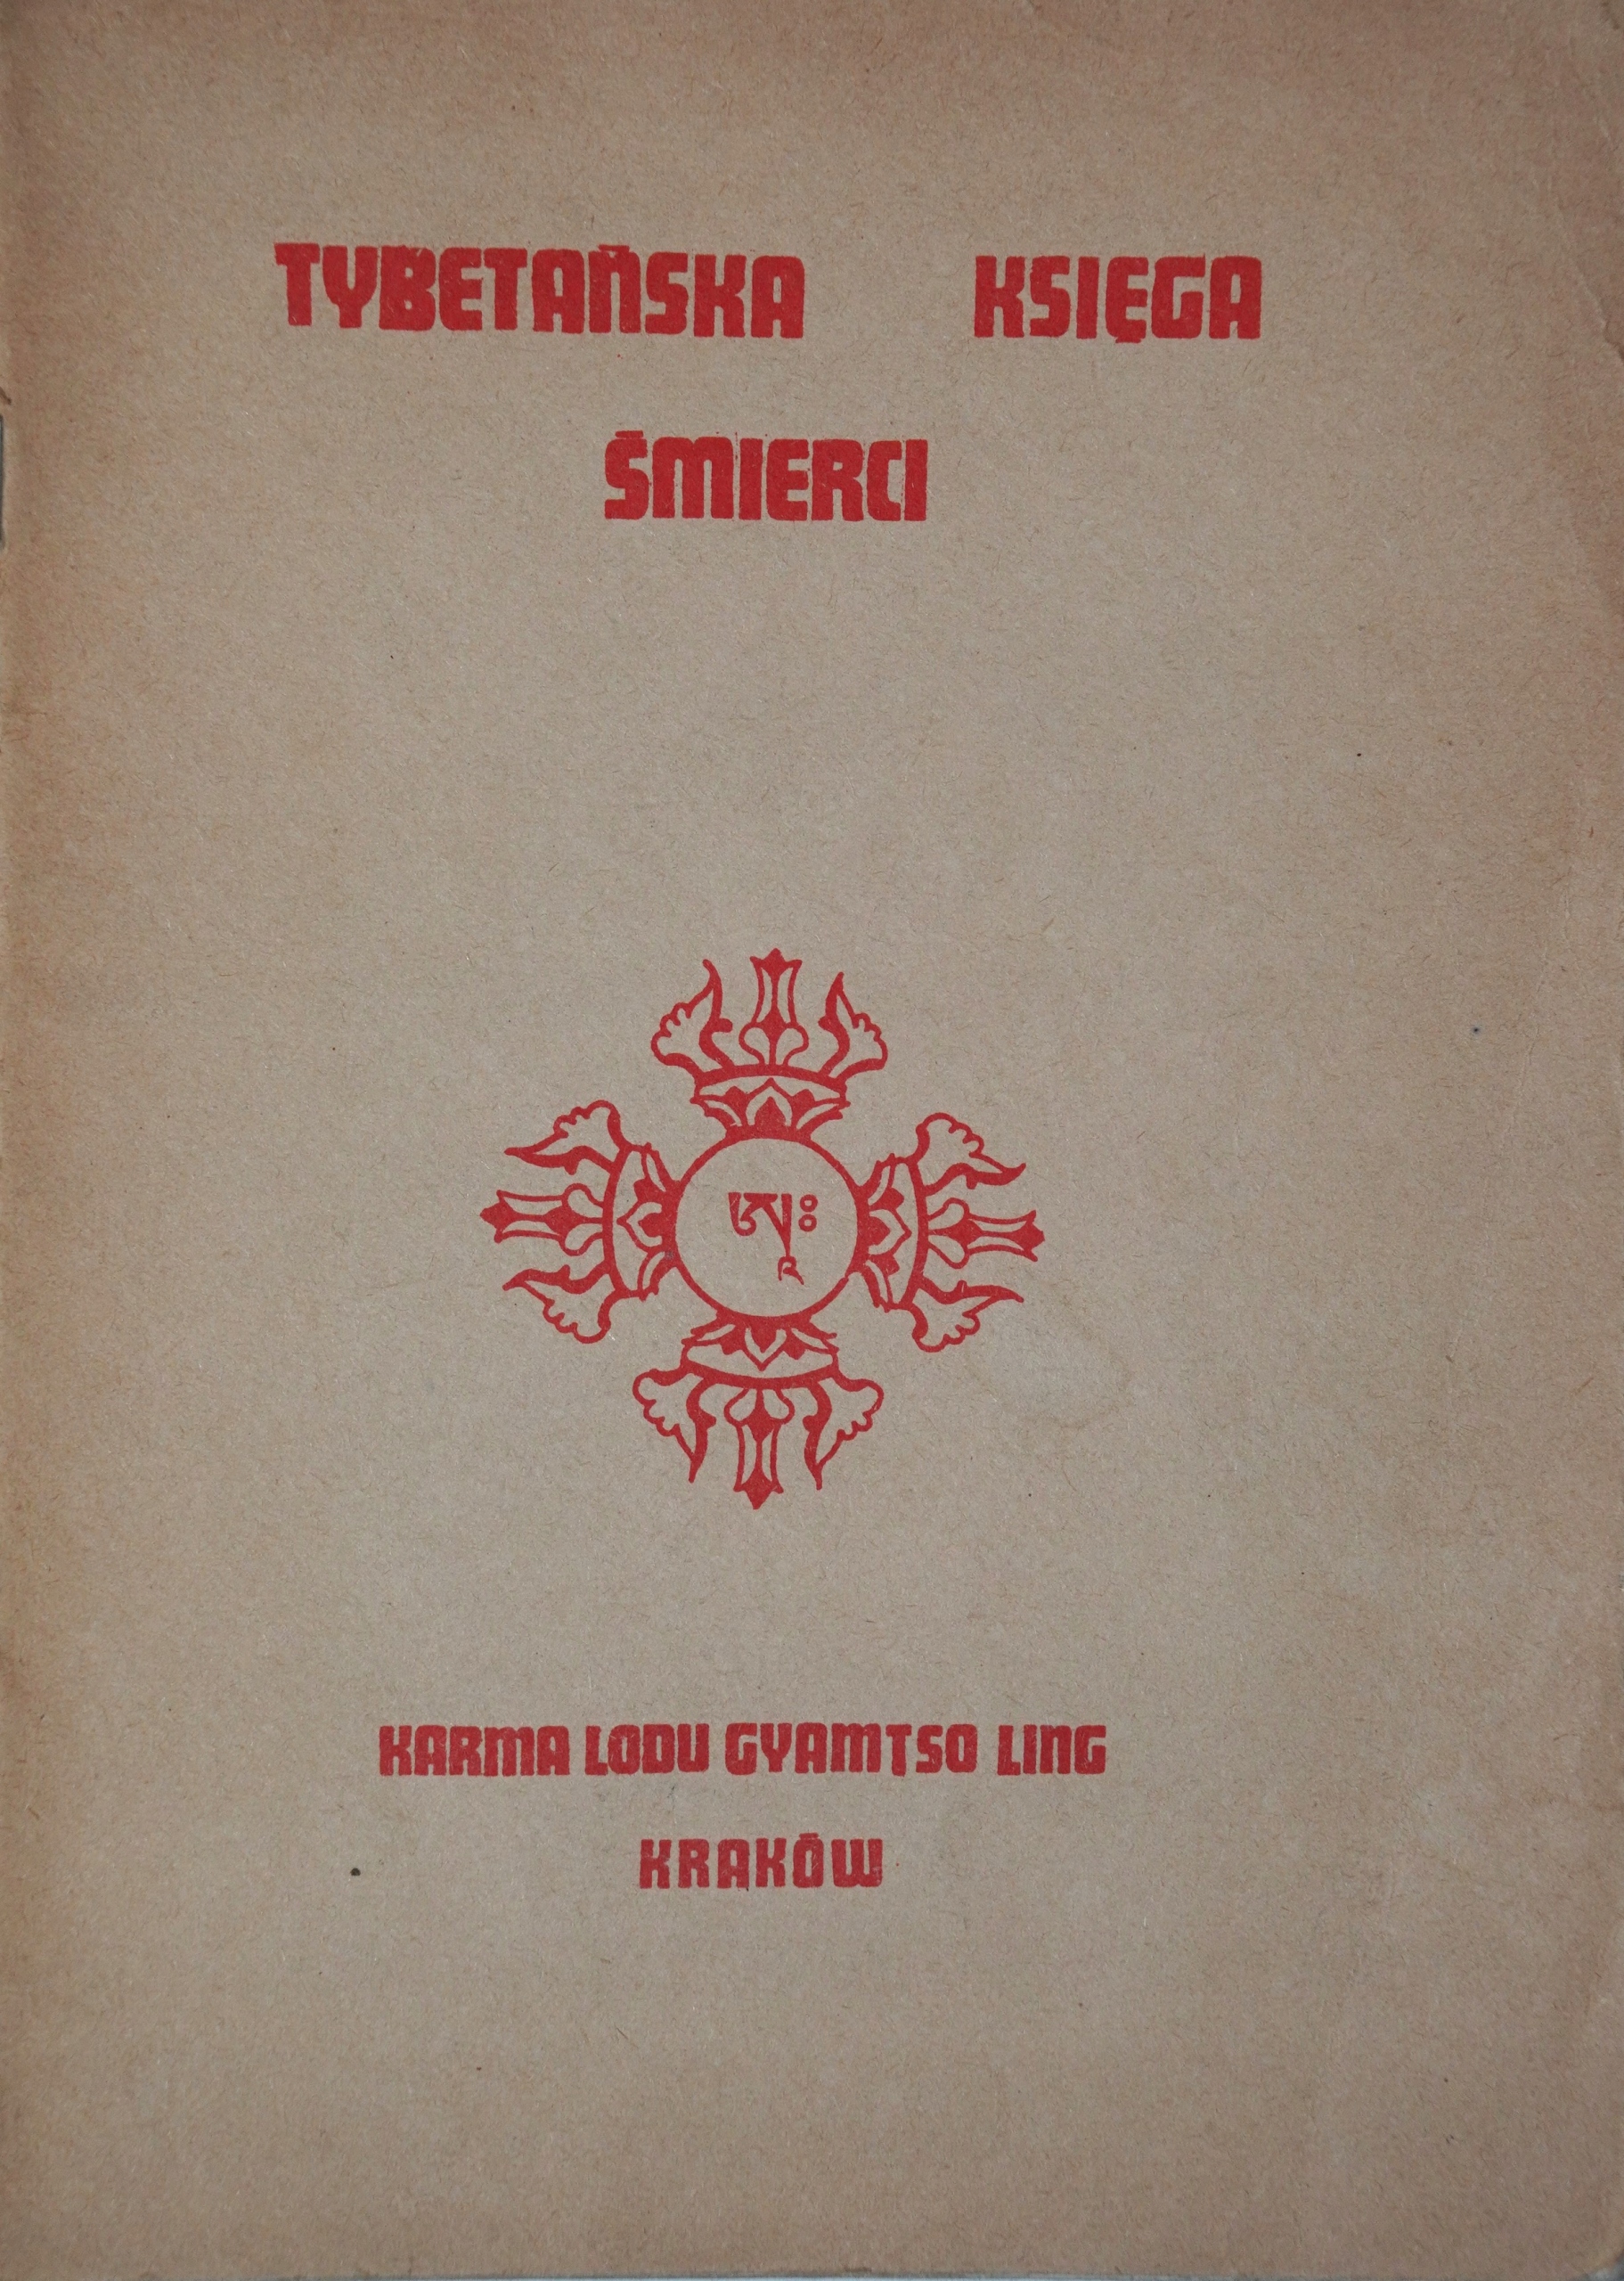 TYBETAŃSKA KSIĘGA
ŚMIERCI
KARMA LODU GYAMTSO LING
KRAKÓW